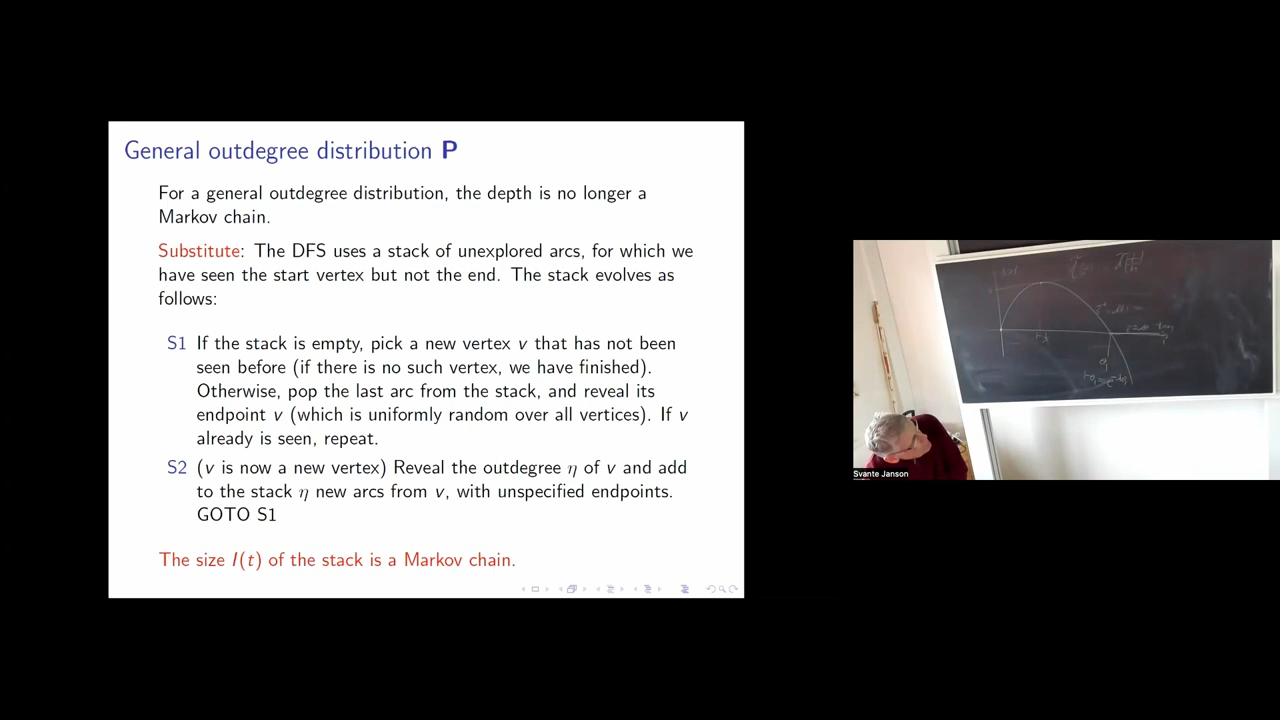 General outdegree distribution P
For a general outdegree distribution, the depth is no longer a
Markov chain.
Substitute: The DFS uses a stack of unexplored arcs, for which we
have seen the start vertex but not the end. The stack evolves as
follows:
S1 If the stack is empty, pick a new vertex v that has not been
seen before (if there is no such vertex, we have finished).
Otherwise, pop the last arc from the stack, and reveal its
endpoint v (which is uniformly random over all vertices). If v
already is seen, repeat.
S2 (v is now a new vertex) Reveal the outdegree η of v and add
to the stack η new arcs from v, with unspecified endpoints.
GOTO S1
The size I(t) of the stack is a Markov chain.
Svante Janson